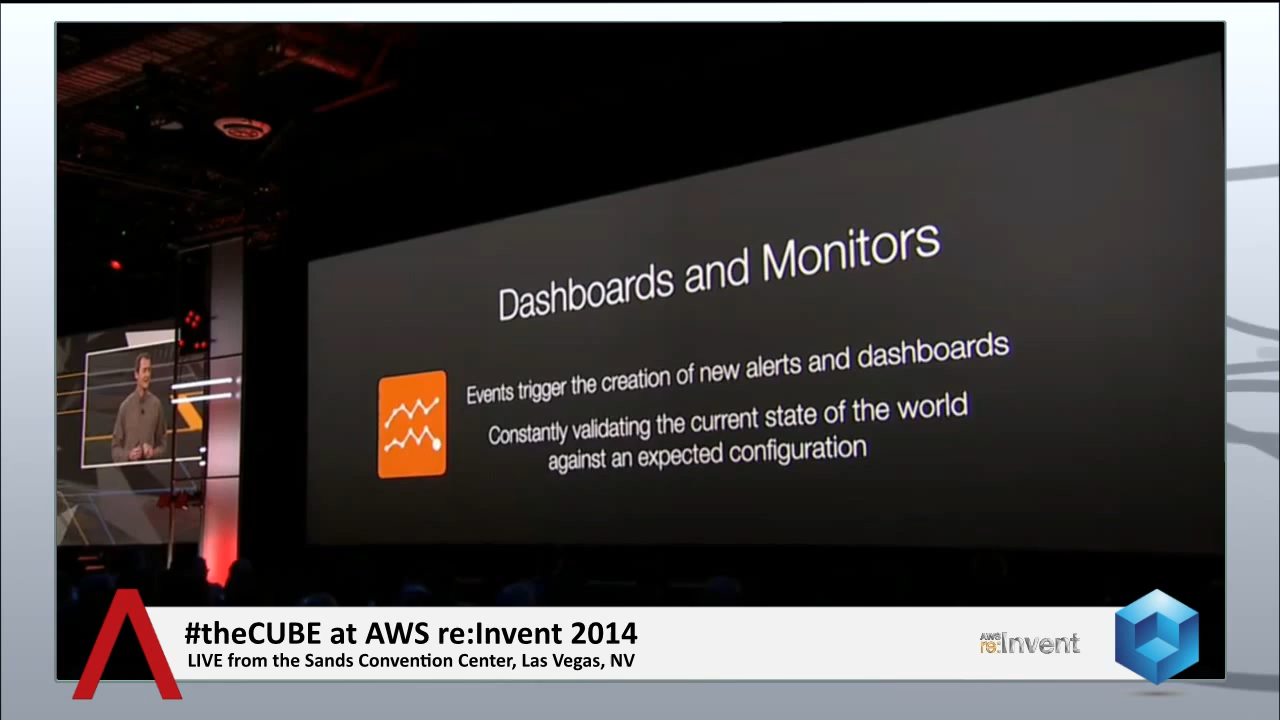 Dashboards and Monitors
Events trigger the creation of new alerts and dashboards
Constantly validating the current state of the world
against an expected configuration
#theCUBE at AWS re:Invent 2014
LIVE from the Sands Convention Center, Las Vegas, NV
AWS
re:Invent